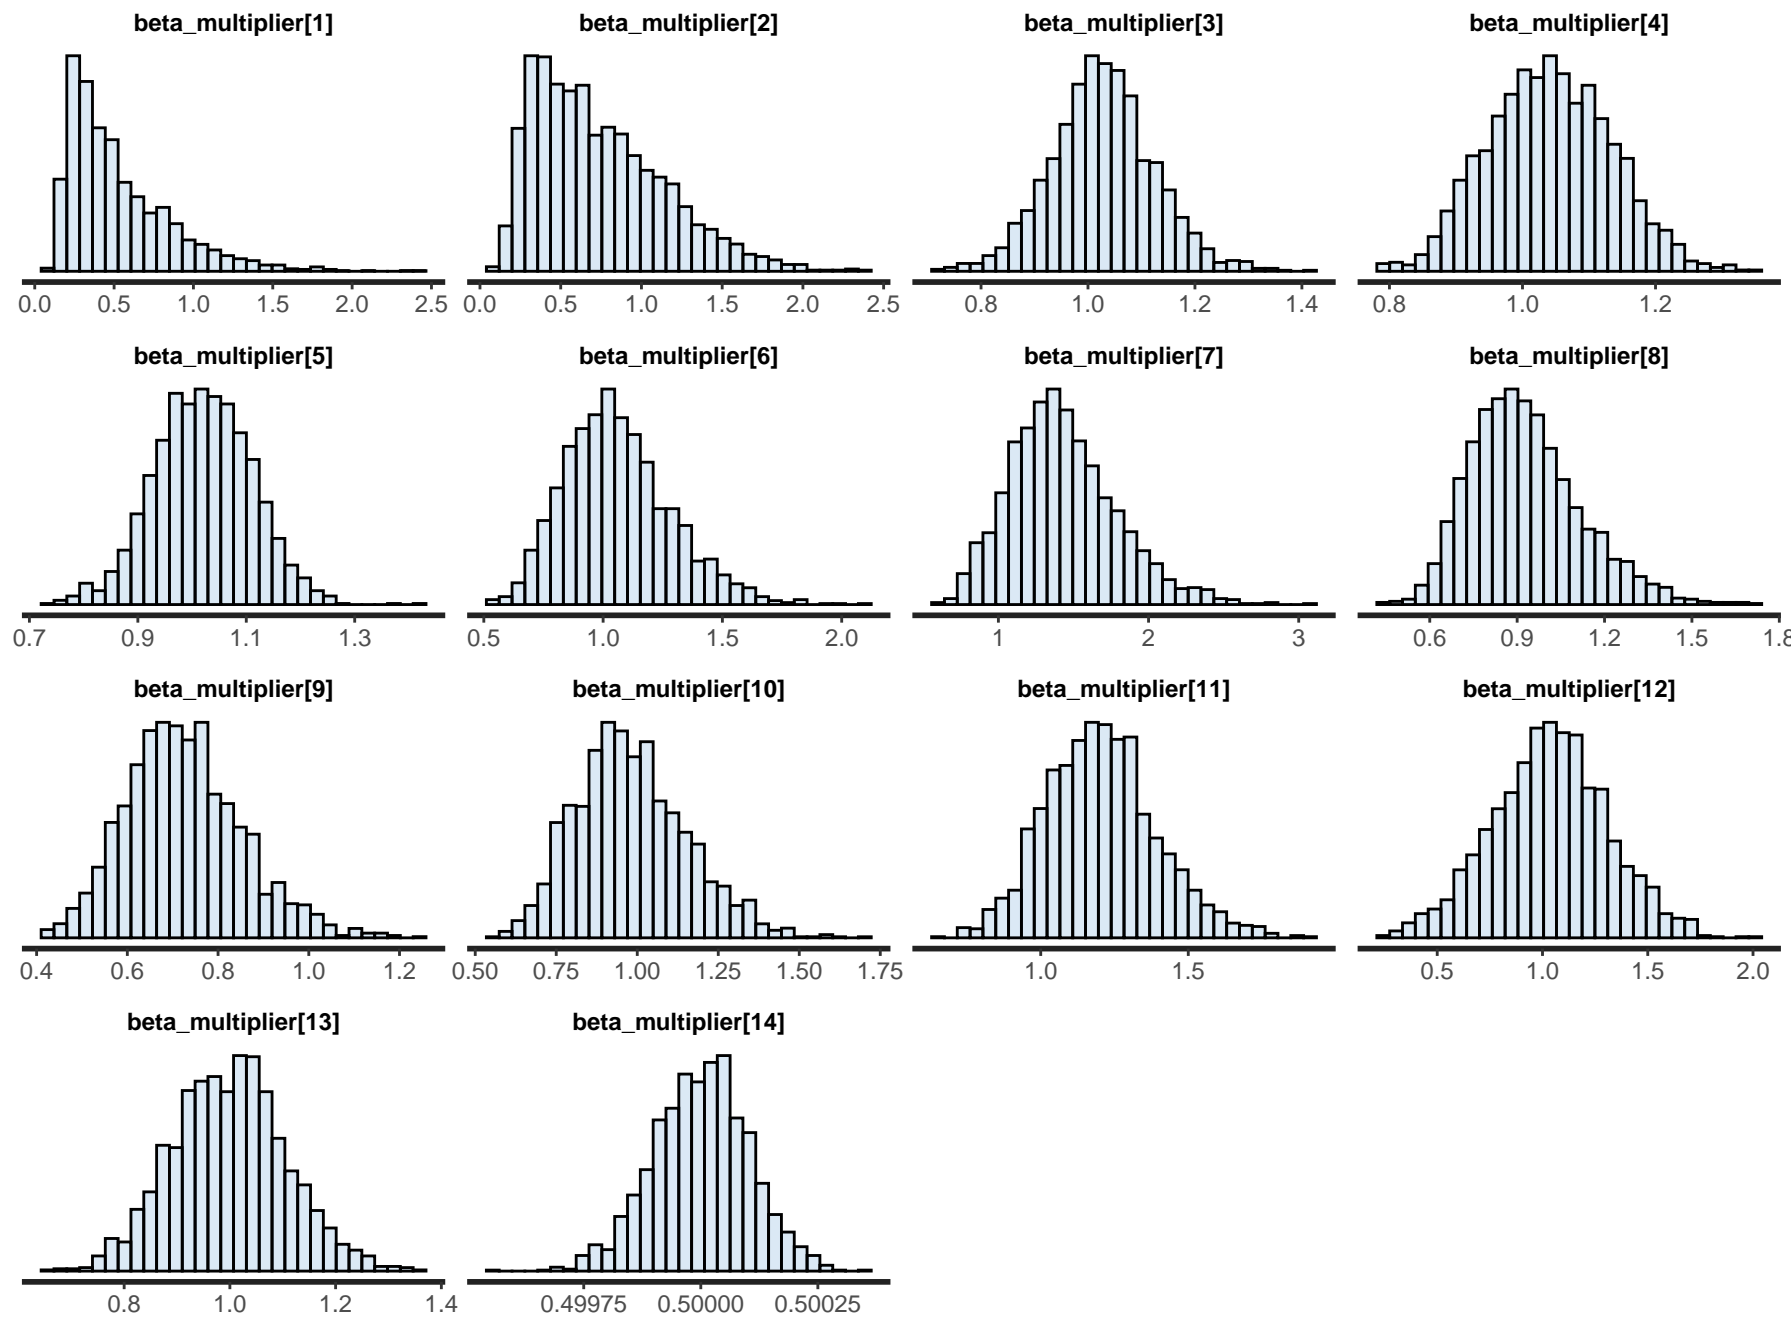 beta_multiplier[1] beta_multiplier[2] beta_multiplier[3] beta_multiplier[4]
0.0 0.5 1.0 1.5 2.0 2.5 0.0 0.5 1.0 1.5 2.0 2.5 0.8 1.0 1.2 1.4 0.8 1.0 1.2
beta_multiplier[5] beta_multiplier[6] beta_multiplier[7] beta_multiplier[8]
0.7 0.9 1.1 1.3 0.5 1.0 1.5 2.0 1 2 3 0.6 0.9 1.2 1.5 1.8
beta_multiplier[9] beta_multiplier[10] beta_multiplier[11] beta_multiplier[12]
0.4 0.6 0.8 1.0 1.2 0.50 0.75 1.00 1.25 1.50 1.75 1.0 1.5 0.5 1.0 1.5 2.0
beta_multiplier[13] beta_multiplier[14]
0.8 1.0 1.2 1.4 0.49975 0.50000 0.50025